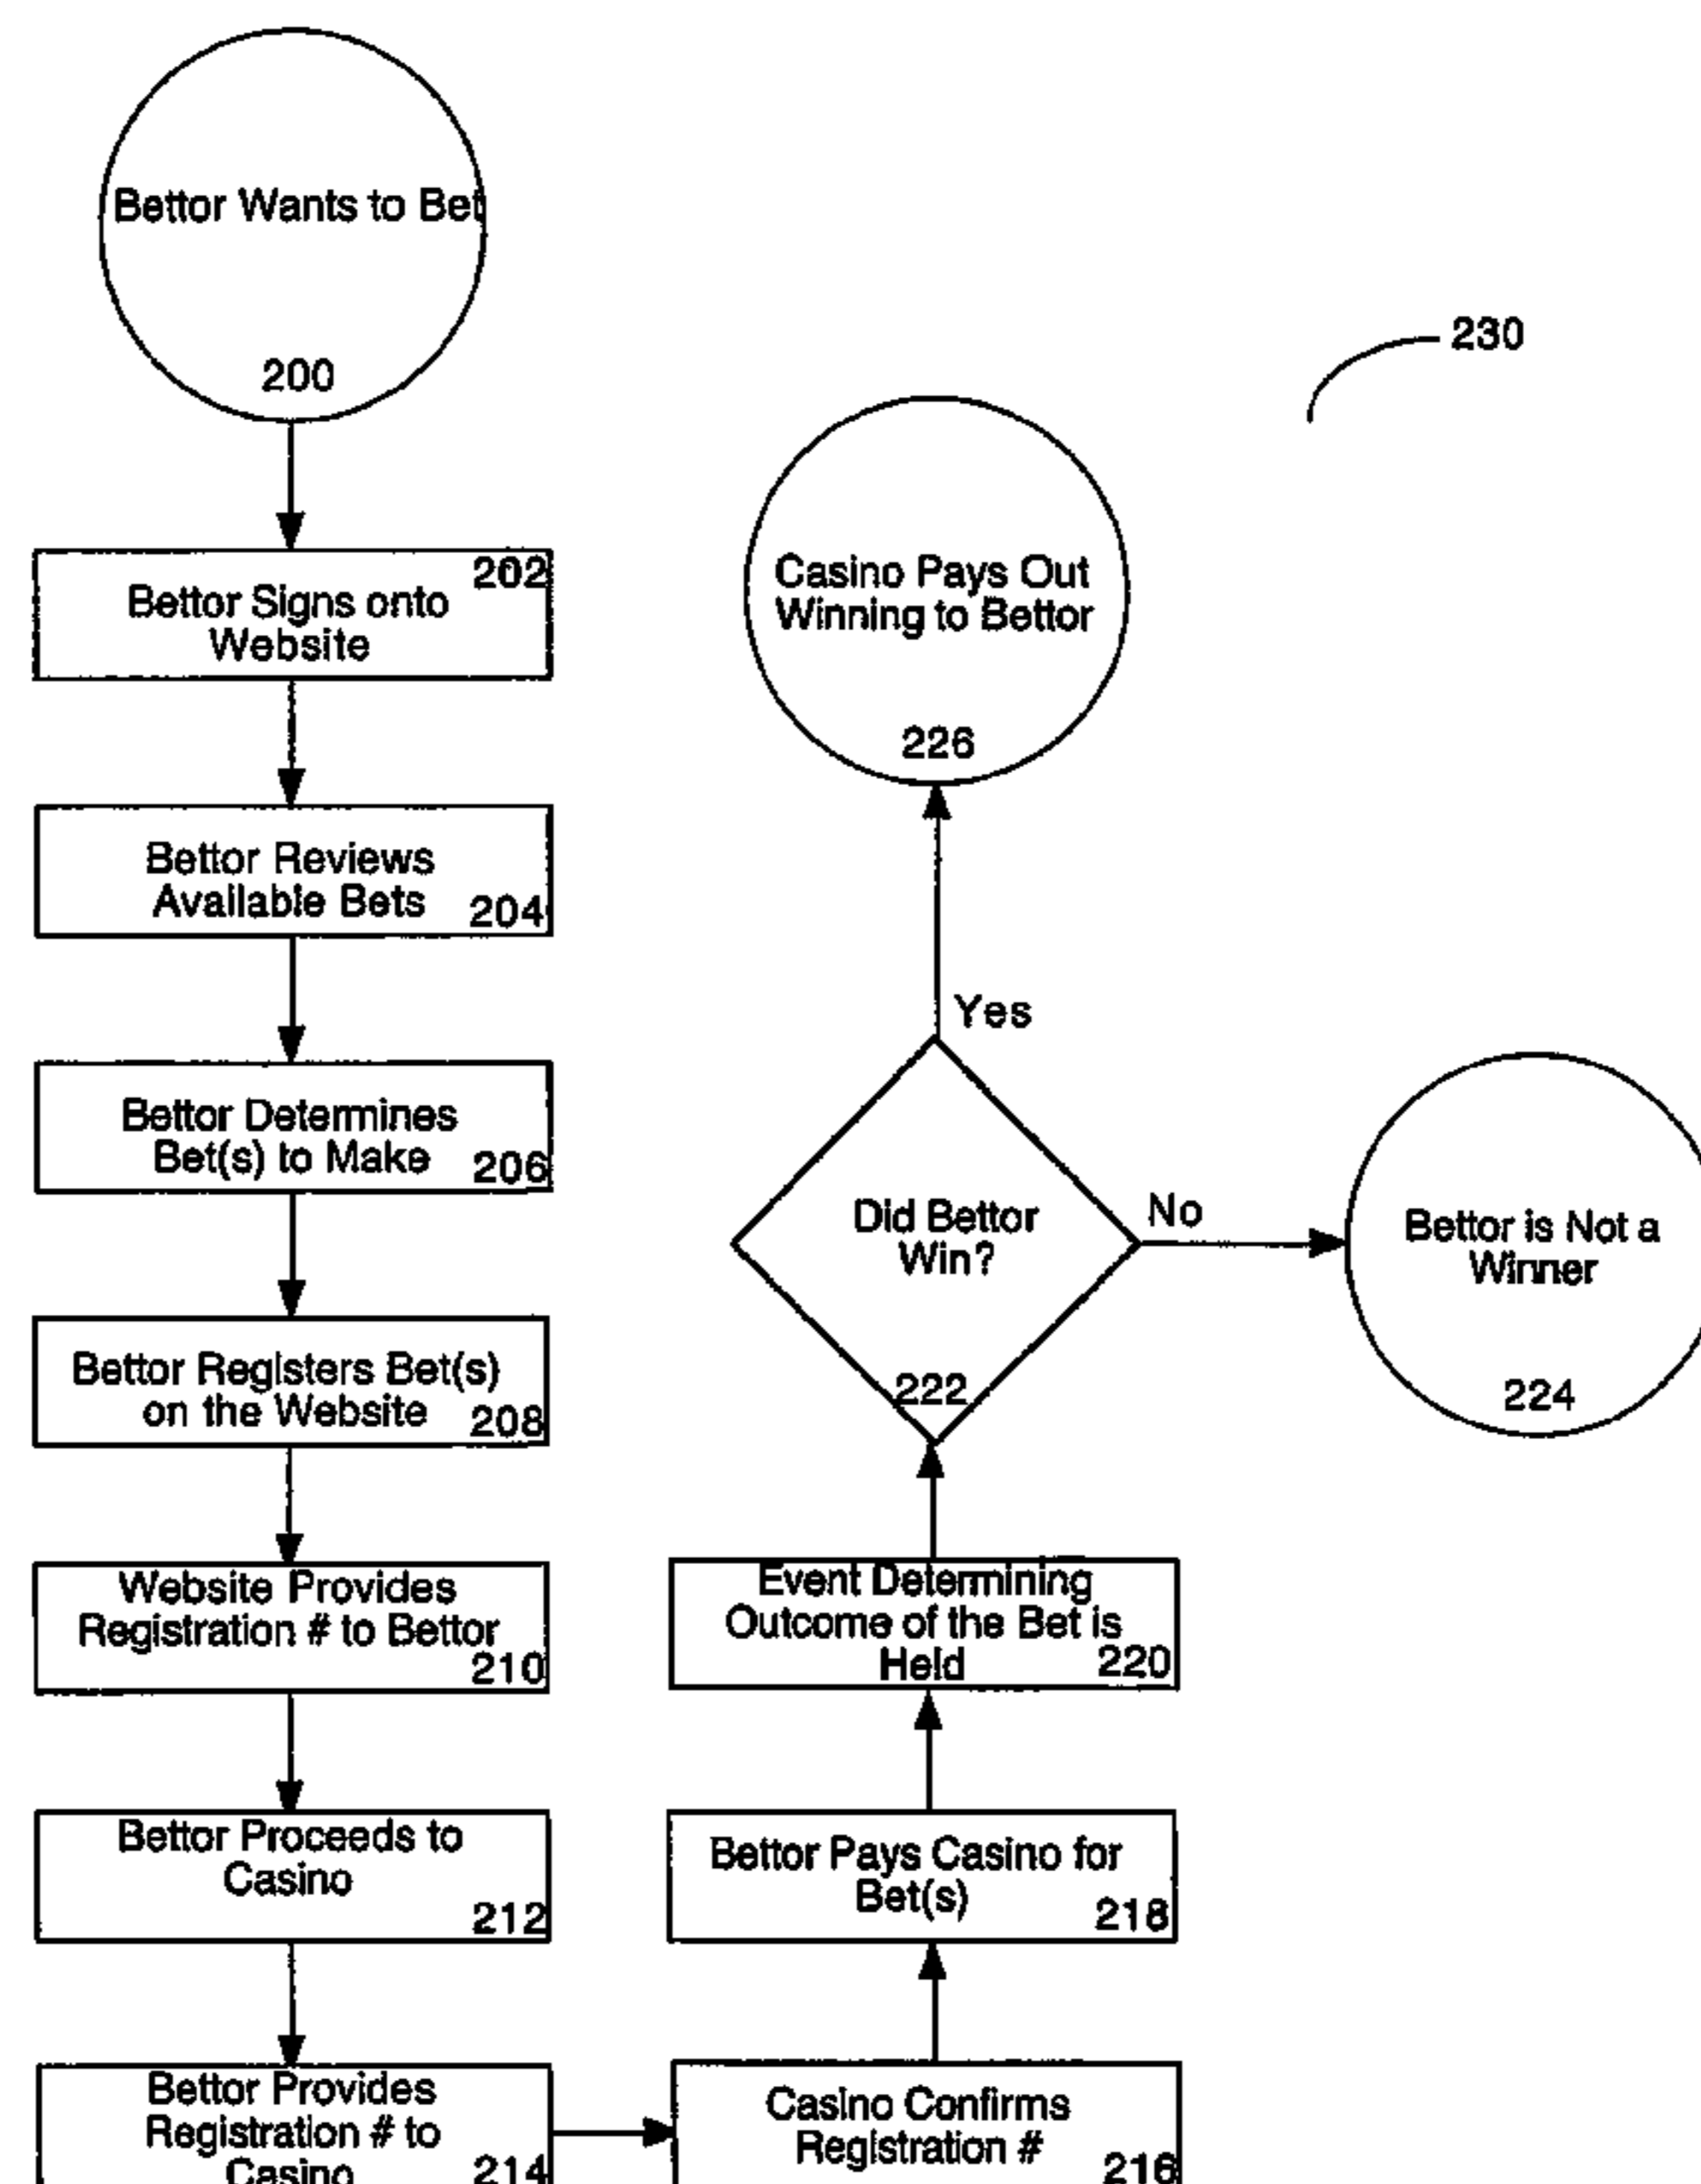 Bettor Wants to Bet
200
202
Bettor Signs onto
Website
Bettor Reviews
Available Bets
204
Bettor Determines
Bet(s) to Make
206
Bettor Registers Bet(s)
on the Website
208
Website Provides
Registration # to Bettor
210
Bettor Proceeds to
Casino
212
Bettor Provides
Registration # to
Casino
214
Casino Confirms
Registration #
216
Bettor Pays Casino for
Bet(s)
218
Event Determining
Outcome of the Bet is
Held
220
Did Bettor
Win?
222
Yes
No
Casino Pays Out
Winning to Bettor
226
Bettor is Not a
Winner
224
230